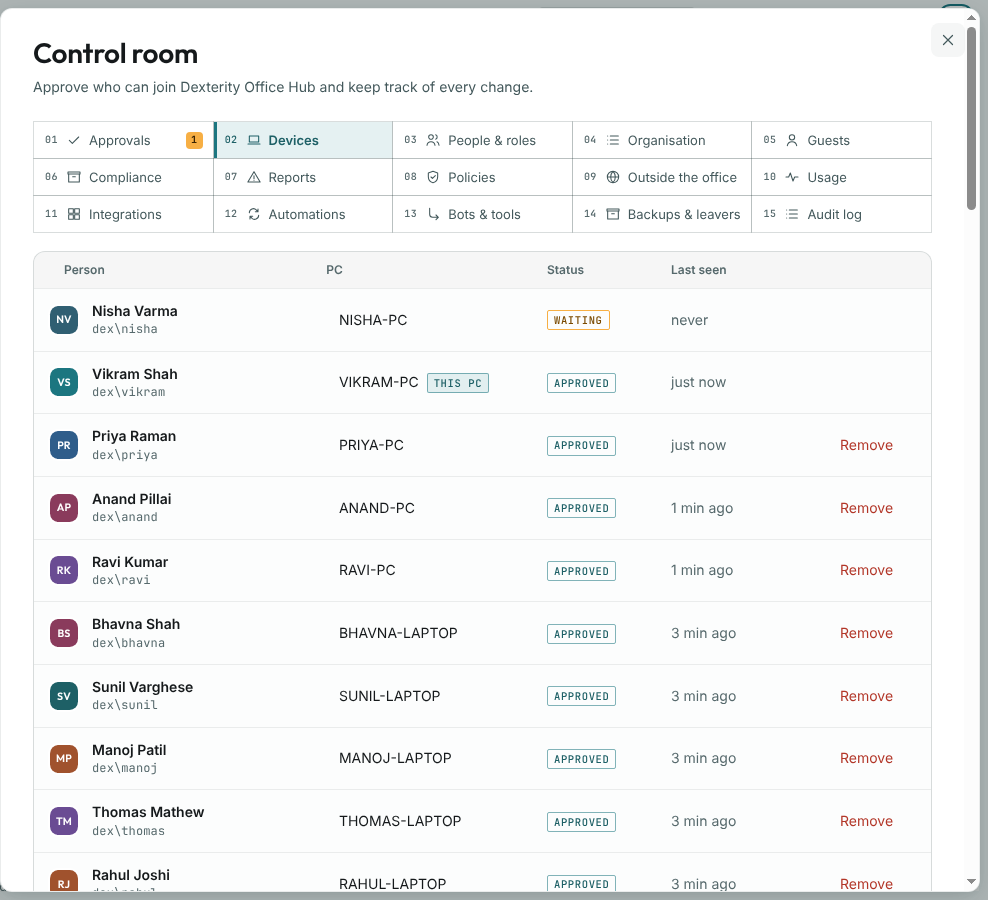 Control room
Approve who can join Dexterity Office Hub and keep track of every change.
01 Approvals 1 02 Devices 03 People & roles 04 Organisation 05 Guests
06 Compliance 07 Reports 08 Policies 09 Outside the office 10 Usage
11 Integrations 12 Automations 13 Bots & tools 14 Backups & leavers 15 Audit log
Person PC Status Last seen
NV Nisha Varma
dex\nisha
NISHA-PC WAITING never
VS Vikram Shah
dex\vikram
VIKRAM-PC THIS PC APPROVED just now
PR Priya Raman
dex\priya
PRIYA-PC APPROVED just now Remove
AP Anand Pillai
dex\anand
ANAND-PC APPROVED 1 min ago Remove
RK Ravi Kumar
dex\ravi
RAVI-PC APPROVED 1 min ago Remove
BS Bhavna Shah
dex\bhavna
BHAVNA-LAPTOP APPROVED 3 min ago Remove
SV Sunil Varghese
dex\sunil
SUNIL-LAPTOP APPROVED 3 min ago Remove
MP Manoj Patil
dex\manoj
MANOJ-LAPTOP APPROVED 3 min ago Remove
TM Thomas Mathew
dex\thomas
THOMAS-LAPTOP APPROVED 3 min ago Remove
RJ Rahul Joshi
RAHUL-LAPTOP APPROVED 3 min ago Remove